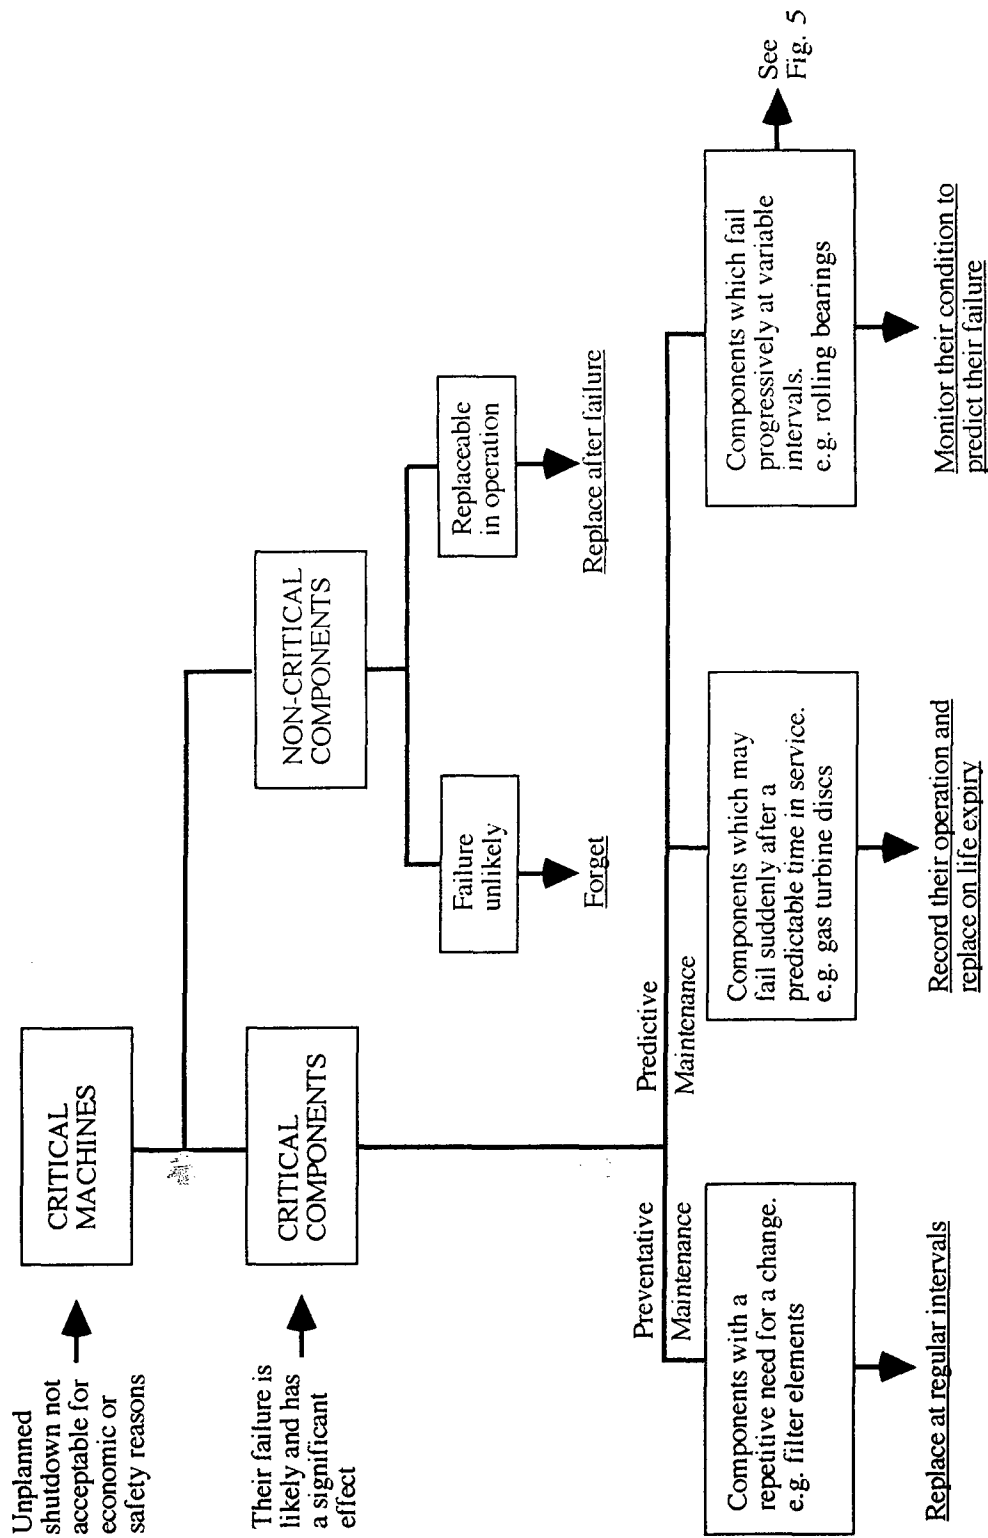 Unplanned
shutdown not
acceptable for
economic or
safety reasons
CRITICAL
MACHINES
Their failure is
likely and has
a significant
effect
CRITICAL
COMPONENTS
NON-CRITICAL
COMPONENTS
Failure
unlikely
Forget
Replaceable
in operation
Replace after failure
Preventative
Maintenance
Predictive
Maintenance
Components with a
repetitive need for a change.
e.g. filter elements
Replace at regular intervals
Components which may
fail suddenly after a
predictable time in service.
e.g. gas turbine discs
Record their operation and
replace on life expiry
Components which fail
progressively at variable
intervals.
e.g. rolling bearings
Monitor their condition to
predict their failure
See
Fig. 5